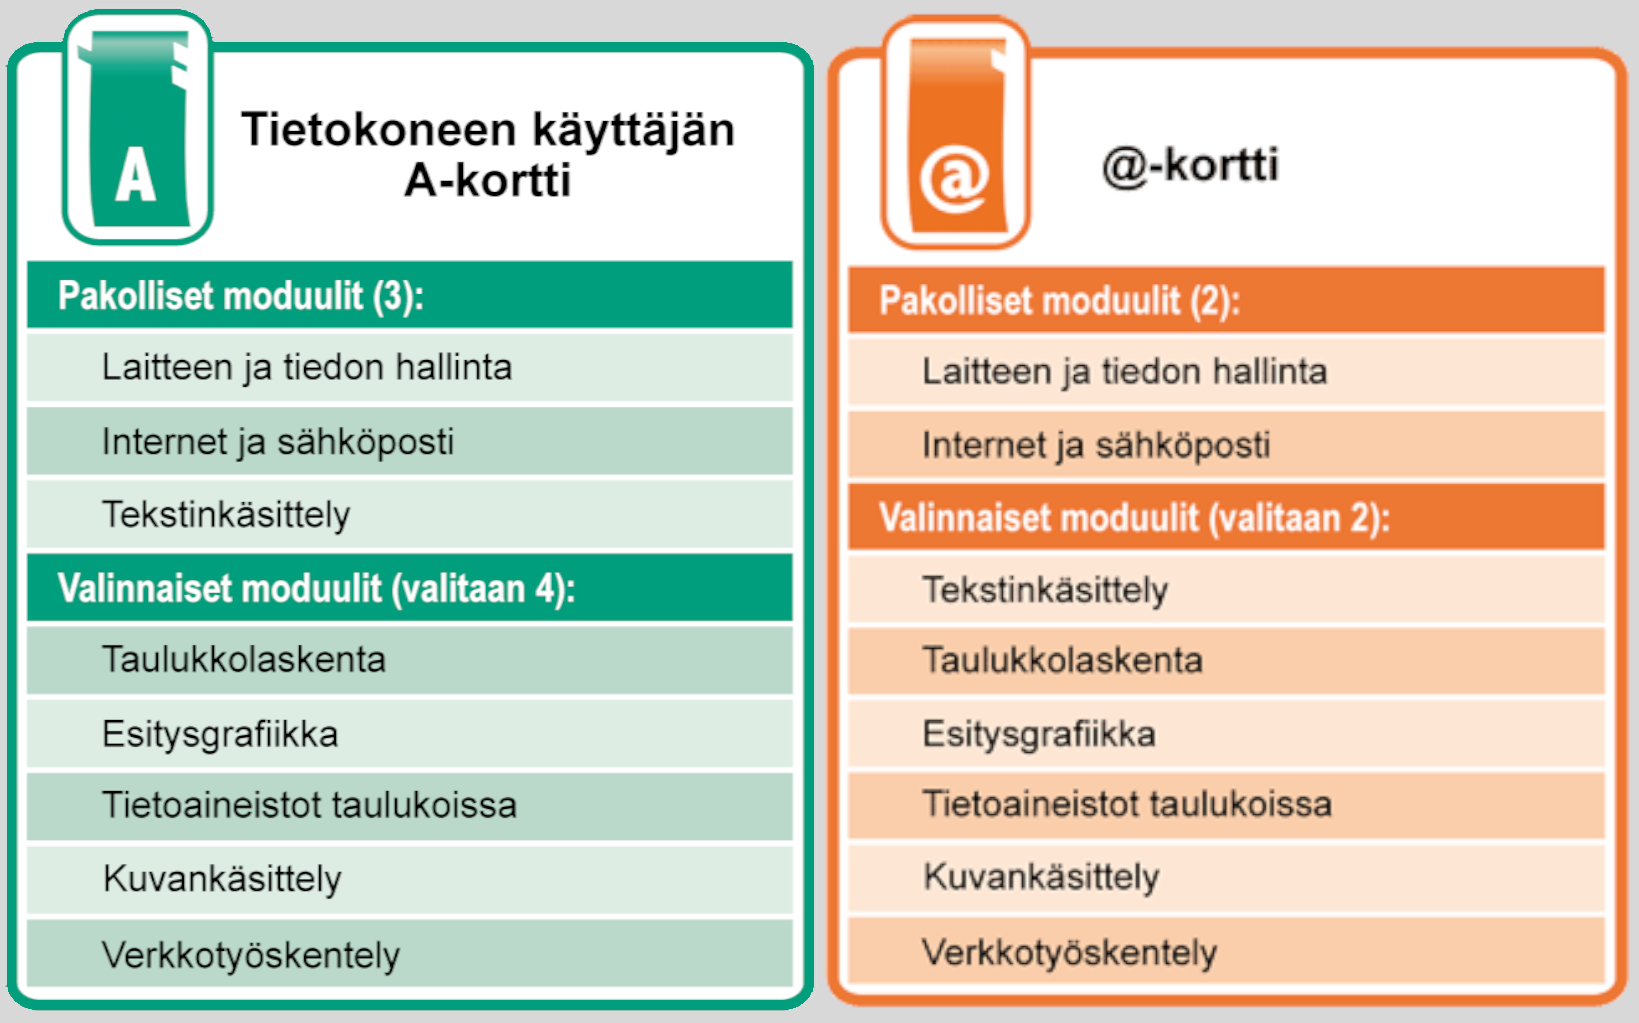 A
Tietokoneen käyttäjän
A-kortti
Pakolliset moduulit (3):
Laitteen ja tiedon hallinta
Internet ja sähköposti
Tekstinkäsittely
Valinnaiset moduulit (valitaan 4):
Taulukkolaskenta
Esitysgrafiikka
Tietoaineistot taulukoissa
Kuvankäsittely
Verkkotyöskentely
@
@-kortti
Pakolliset moduulit (2):
Laitteen ja tiedon hallinta
Internet ja sähköposti
Valinnaiset moduulit (valitaan 2):
Tekstinkäsittely
Taulukkolaskenta
Esitysgrafiikka
Tietoaineistot taulukoissa
Kuvankäsittely
Verkkotyöskentely